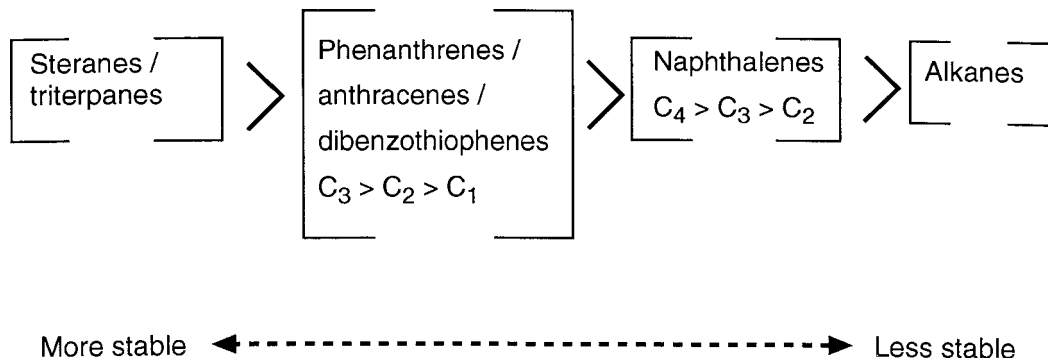 Steranes /
triterpanes
>
Phenanthrenes /
anthracenes /
dibenzothiophenes
C₃ > C₂ > C₁
>
Naphthalenes
C₄ > C₃ > C₂
>
Alkanes
More stable
Less stable